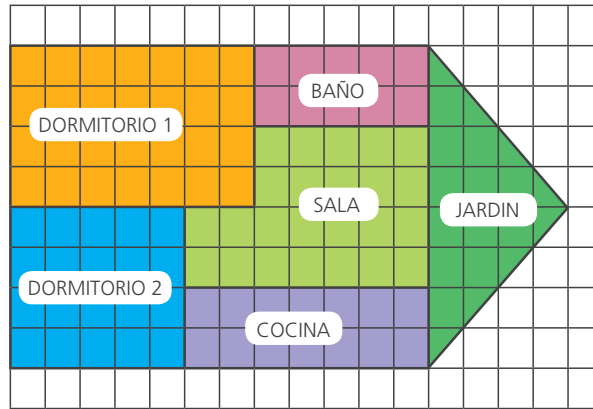 BAÑO
DORMITORIO 1
SALA
JARDIN
DORMITORIO 2
COCINA